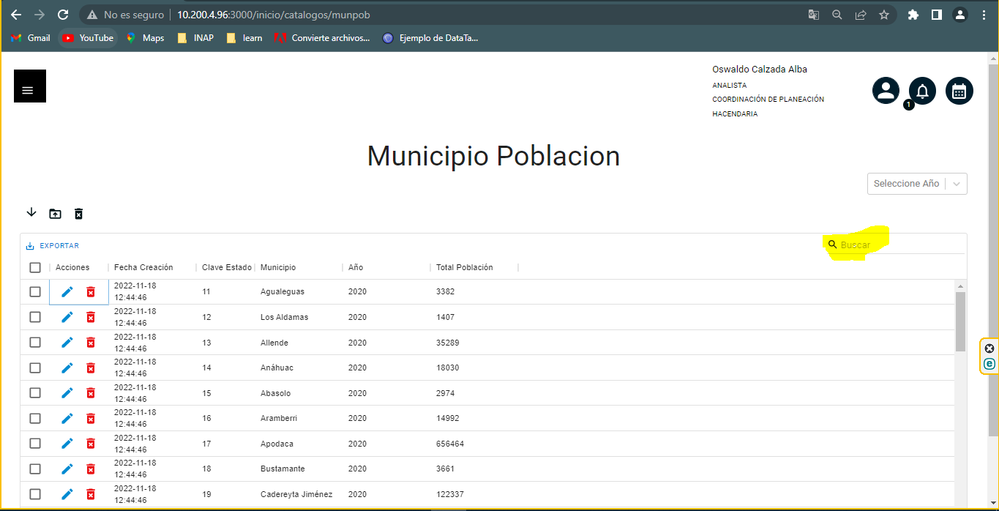 No es seguro 10.200.4.96:3000/inicio/catalogos/munpob
Gmail YouTube Maps INAP learn Convierte archivos... Ejemplo de DataTa...
Oswaldo Calzada Alba
ANALISTA
COORDINACIÓN DE PLANEACIÓN
HACENDARIA
1
Municipio Poblacion
Seleccione Año
EXPORTAR Buscar
Acciones Fecha Creación Clave Estado Municipio Año Total Población
2022-11-18 12:44:46 11 Agualeguas 2020 3382
2022-11-18 12:44:46 12 Los Aldamas 2020 1407
2022-11-18 12:44:46 13 Allende 2020 35289
2022-11-18 12:44:46 14 Anáhuac 2020 18030
2022-11-18 12:44:46 15 Abasolo 2020 2974
2022-11-18 12:44:46 16 Aramberri 2020 14992
2022-11-18 12:44:46 17 Apodaca 2020 656464
2022-11-18 12:44:46 18 Bustamante 2020 3661
2022-11-18 12:44:46 19 Cadereyta Jiménez 2020 122337